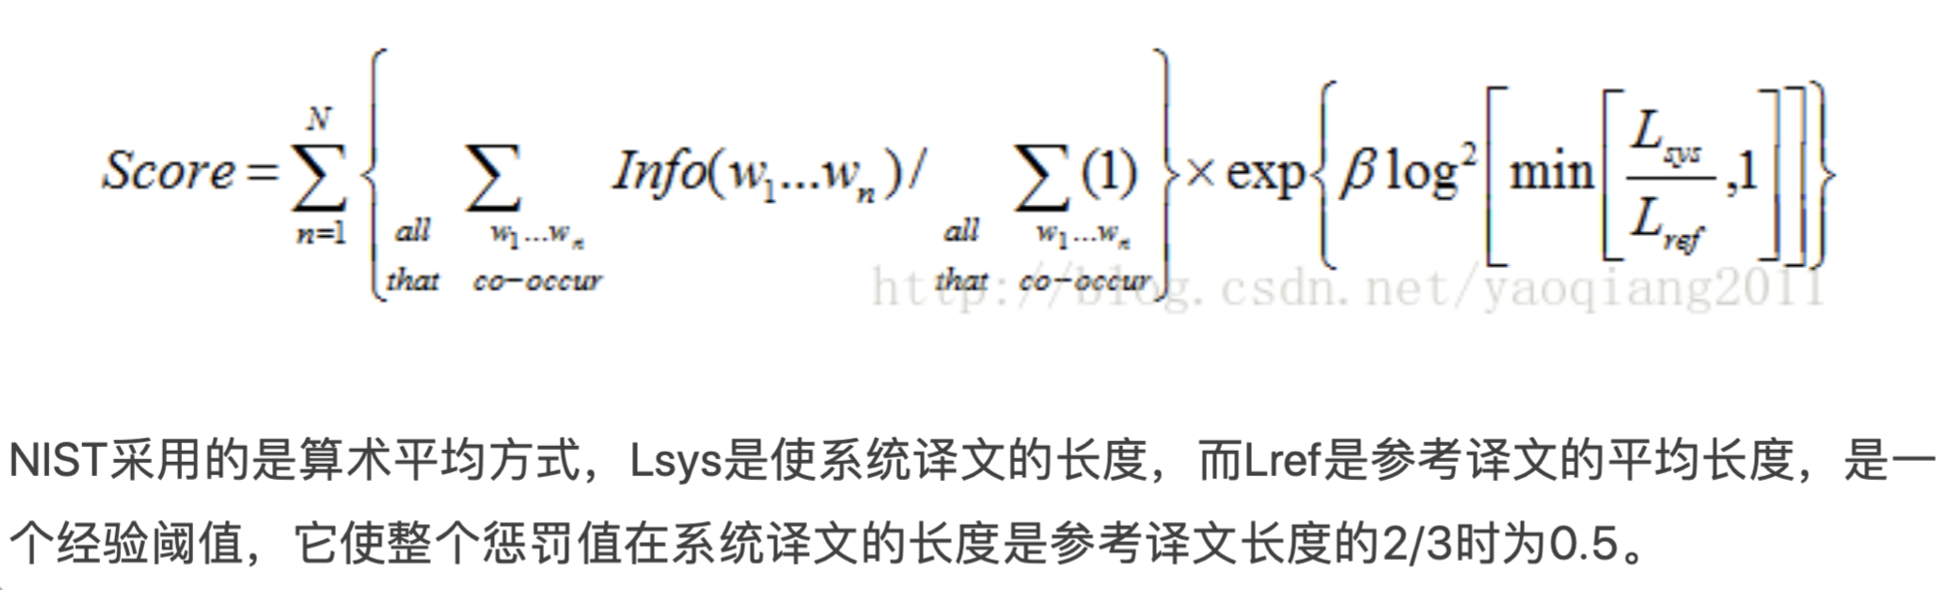 Score = \sum_{n=1}^{N} \left\{ \sum_{\substack{all\ w_1...w_n \\ that\ co-occur}} Info(w_1...w_n) / \sum_{\substack{all\ w_1...w_n \\ that\ co-occur}} (1) \right\} \times \exp\left\{ \beta \log^2 \left[ \min\left[ \frac{L_{sys}}{L_{ref}}, 1 \right] \right] \right\}
http://blog.csdn.net/yaoqiang2011
NIST采用的是算术平均方式，Lsys是使系统译文的长度，而Lref是参考译文的平均长度，是一
个经验阈值，它使整个惩罚值在系统译文的长度是参考译文长度的2/3时为0.5。